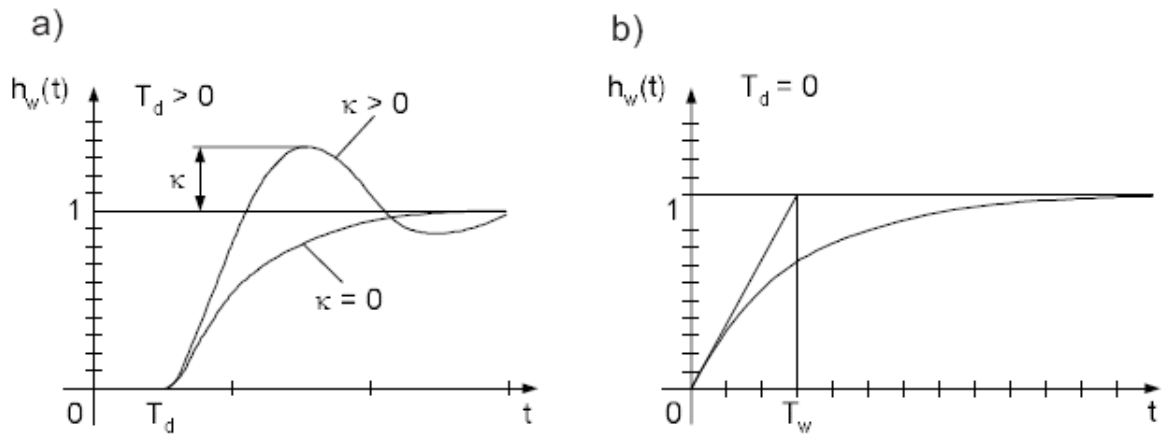 a)
h_w(t)
T_d > 0
κ > 0
κ
1
κ = 0
0
T_d
t
b)
h_w(t)
T_d = 0
1
0
T_w
t